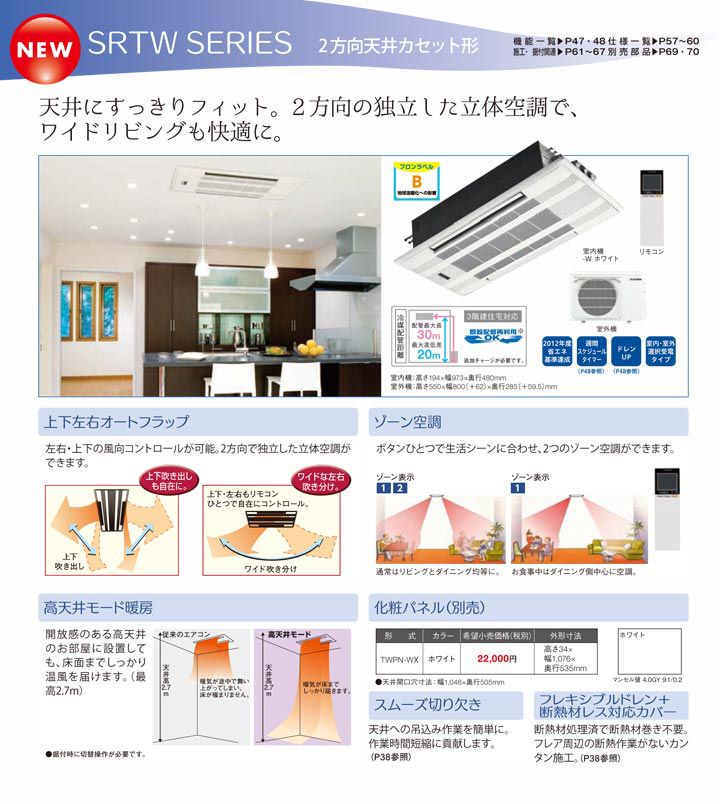 NEW
SRTW SERIES 2方向天井カセット形
機能一覧▶P47・48 仕様一覧▶P57~60
施工・据付関連▶P61~67 別売部品▶P69・70
天井にすっきりフィット。2方向の独立した立体空調で、
ワイドリビングも快適に。
フロンラベル
B
地球温暖化への影響
室内機
-W ホワイト
リモコン
室外機
冷媒配管距離
配管最大長
30m
最大高低差
20m
3階建住宅対応
既設配管再利用※
OK
追加チャージが必要です。
2012年度
省エネ
基準達成
週間
スケジュール
タイマー
(P48参照)
ドレン
UP
(P48参照)
室内・室外
選択受電
タイプ
室内機:高さ194×幅973×奥行480mm
室外機:高さ550×幅800(+62)×奥行285(+59.5)mm
上下左右オートフラップ
左右・上下の風向コントロールが可能。2方向で独立した立体空調が
できます。
上下吹き出し
も自在に。
上下
吹き出し
ワイドな左右
吹き分け。
上下・左右もリモコン
ひとつで自在にコントロール。
ワイド吹き分け
ゾーン空調
ボタンひとつで生活シーンに合わせ、2つのゾーン空調ができます。
ゾーン表示
1 2
通常はリビングとダイニング均等に。
ゾーン表示
1
お食事中はダイニング側中心に空調。
高天井モード暖房
開放感のある高天井
のお部屋に設置して
も、床面までしっかり
温風を届けます。(最
高2.7m)
●据付時に切替操作が必要です。
従来のエアコン
天井高2.7m
暖気が途中で舞い
上がってしまい、
床が暖まりません。
高天井モード
天井高2.7m
暖気が床まで
しっかり届きます。
化粧パネル(別売)
形式 カラー 希望小売価格(税別) 外形寸法
TWPN-WX ホワイト 22,000円 高さ34×
幅1,076×
奥行535mm
●天井開口穴寸法:幅1,046×奥行505mm
ホワイト
マンセル値 4.0GY 9.1/0.2
スムーズ切り欠き
天井への吊込み作業を簡単に。
作業時間短縮に貢献します。
(P38参照)
フレキシブルドレン+
断熱材レス対応カバー
断熱材処理済で断熱材巻き不要。
フレア周辺の断熱作業がないカン
タン施工。(P38参照)